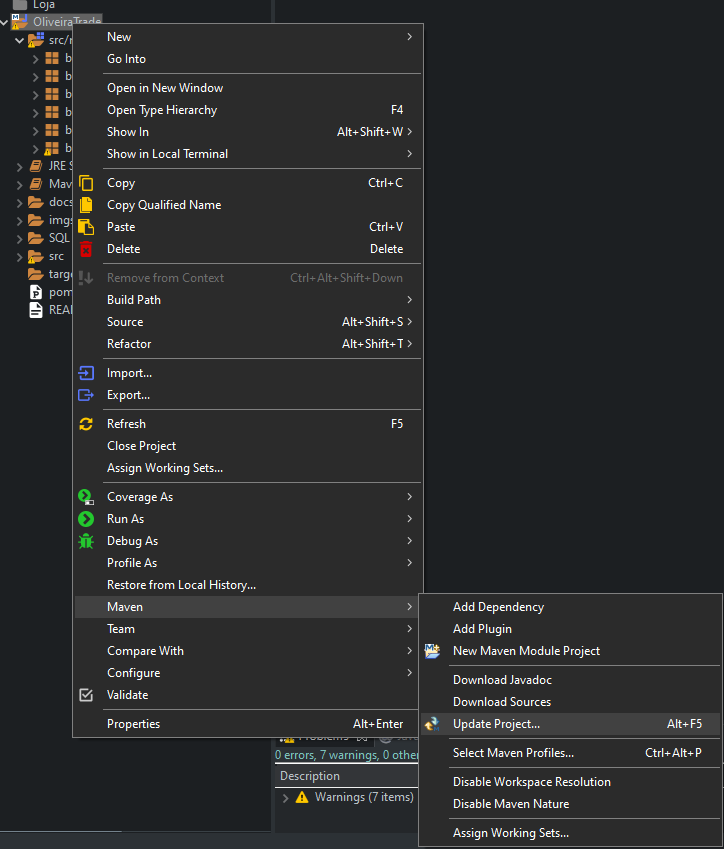 Loja
OliveiraTrade
src/
JRE S
Mav
docs
imgs
SQL
src
targe
pom
REA
New
Go Into
Open in New Window
Open Type Hierarchy F4
Show In Alt+Shift+W
Show in Local Terminal
Copy Ctrl+C
Copy Qualified Name
Paste Ctrl+V
Delete Delete
Remove from Context Ctrl+Alt+Shift+Down
Build Path
Source Alt+Shift+S
Refactor Alt+Shift+T
Import...
Export...
Refresh F5
Close Project
Assign Working Sets...
Coverage As
Run As
Debug As
Profile As
Restore from Local History...
Maven
Team
Compare With
Configure
Validate
Properties Alt+Enter
Add Dependency
Add Plugin
New Maven Module Project
Download Javadoc
Download Sources
Update Project... Alt+F5
Select Maven Profiles... Ctrl+Alt+P
Disable Workspace Resolution
Disable Maven Nature
Assign Working Sets...
Problems
0 errors, 7 warnings, 0 other
Description
Warnings (7 items)